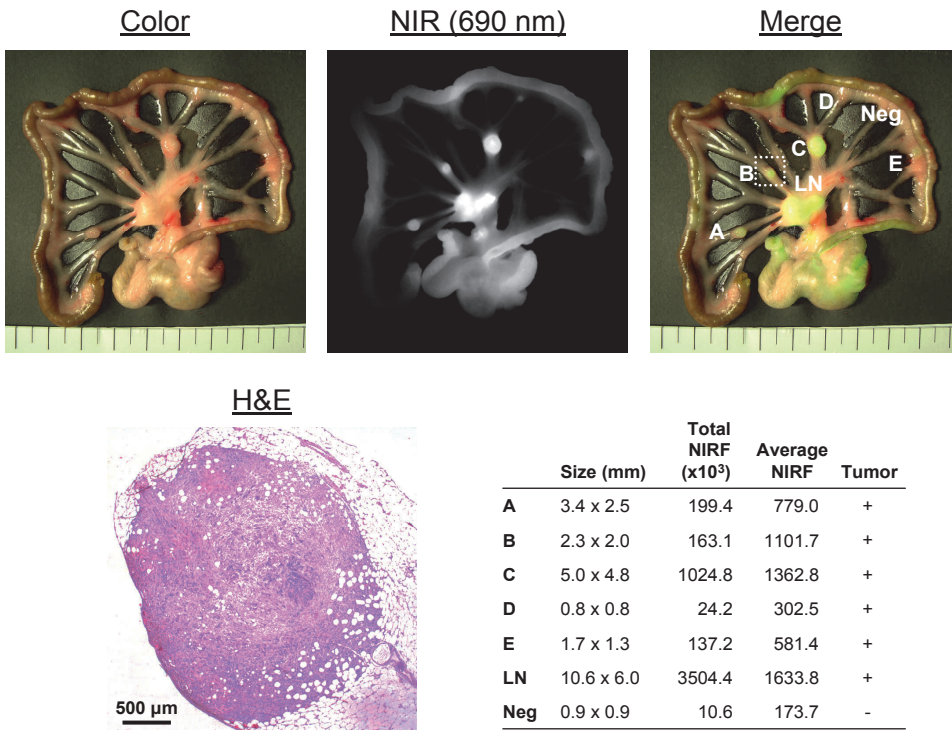 Color NIR (690 nm) Merge
D
Neg
C
E
B
LN
A
H&E
500 µm
Total
NIRF Average
Size (mm) (x10³) NIRF Tumor
A 3.4 x 2.5 199.4 779.0 +
B 2.3 x 2.0 163.1 1101.7 +
C 5.0 x 4.8 1024.8 1362.8 +
D 0.8 x 0.8 24.2 302.5 +
E 1.7 x 1.3 137.2 581.4 +
LN 10.6 x 6.0 3504.4 1633.8 +
Neg 0.9 x 0.9 10.6 173.7 -